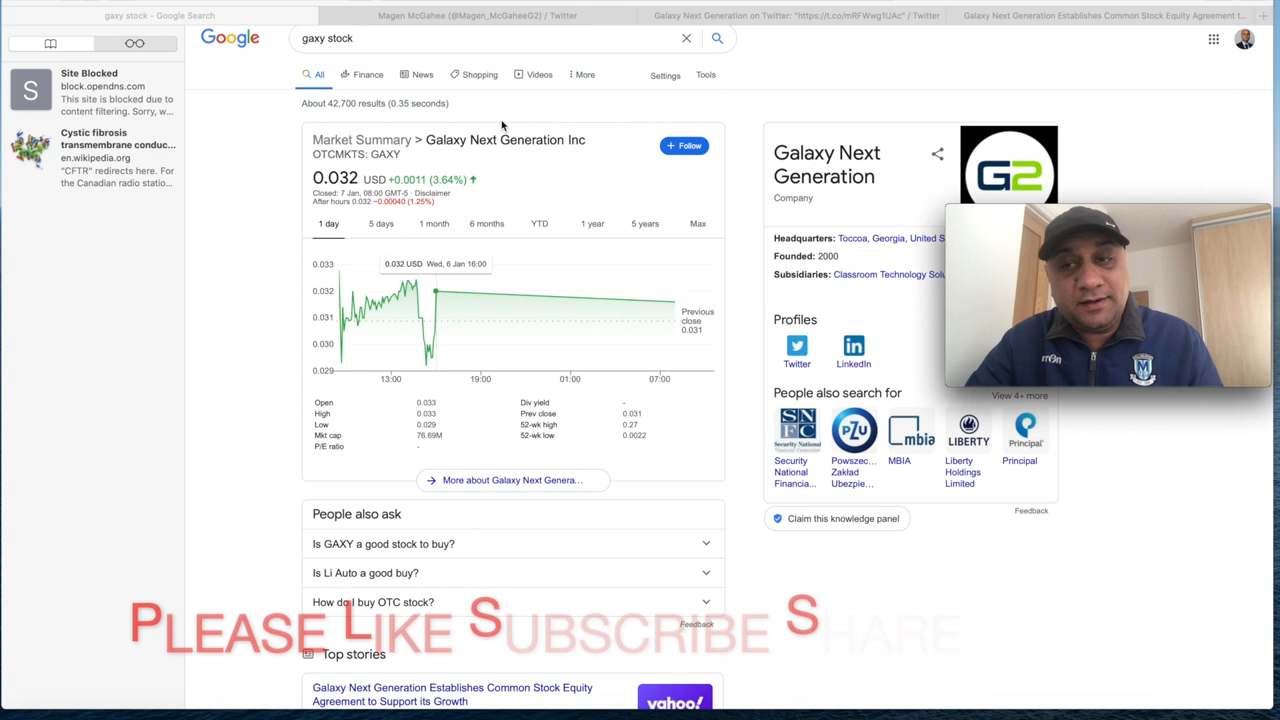 gaxy stock - Google Search
Magen McGahee (@Magen_McGaheeG2) / Twitter
Galaxy Next Generation on Twitter: "https://t.co/mRFWwg1UAc" / Twitter
Galaxy Next Generation Establishes Common Stock Equity Agreement t...
Google
gaxy stock
All
Finance
News
Shopping
Videos
More
Settings
Tools
Site Blocked
block.opendns.com
This site is blocked due to
content filtering. Sorry, w...
Cystic fibrosis
transmembrane conduc...
en.wikipedia.org
"CFTR" redirects here. For
the Canadian radio statio...
S
About 42,700 results (0.35 seconds)
Market Summary > Galaxy Next Generation Inc
OTCMKTS: GAXY
+ Follow
0.032 USD +0.0011 (3.64%)
Closed: 7 Jan, 08:00 GMT-5 · Disclaimer
After hours 0.032 −0.00040 (1.25%)
1 day
5 days
1 month
6 months
YTD
1 year
5 years
Max
0.032 USD Wed, 6 Jan 16:00
0.033
0.032
0.031
0.030
0.029
Previous
close
0.031
13:00
19:00
01:00
07:00
Open 0.033
High 0.033
Low 0.029
Mkt cap 76.69M
P/E ratio -
Div yield -
Prev close 0.031
52-wk high 0.27
52-wk low 0.0022
More about Galaxy Next Genera...
People also ask
Is GAXY a good stock to buy?
Is Li Auto a good buy?
How do I buy OTC stock?
Feedback
PLEASE LIKE SUBSCRIBE SHARE
Top stories
Galaxy Next Generation Establishes Common Stock Equity
Agreement to Support its Growth
yahoo!
Galaxy Next
Generation
Company
G2
Headquarters: Toccoa, Georgia, United S
Founded: 2000
Subsidiaries: Classroom Technology Solu
Profiles
Twitter
LinkedIn
People also search for
View 4+ more
SNFC
PZU
mbia
LIBERTY
Principal
Security
National
Financia...
Powszec...
Zakład
Ubezpie...
MBIA
Liberty
Holdings
Limited
Principal
Feedback
Claim this knowledge panel